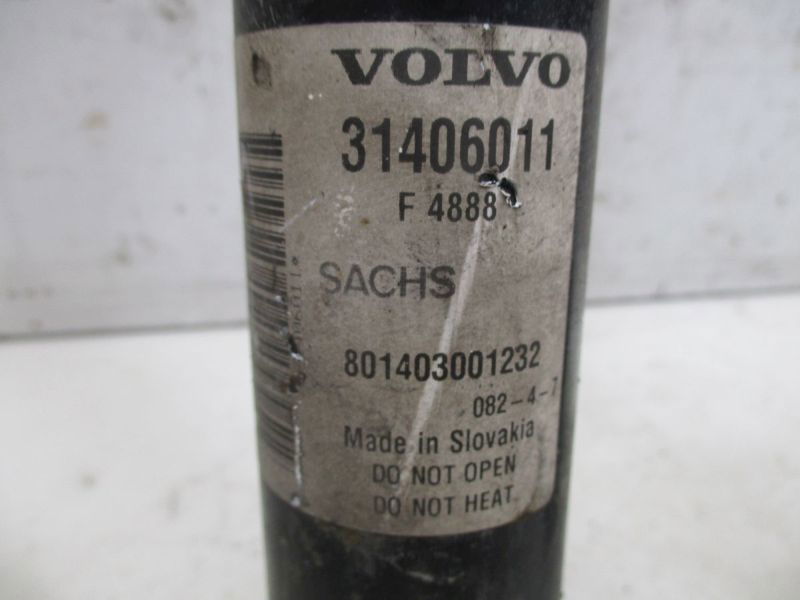 VOLVO
31406011
F 4888
SACHS
801403001232
082-4-7
Made in Slovakia
DO NOT OPEN
DO NOT HEAT.